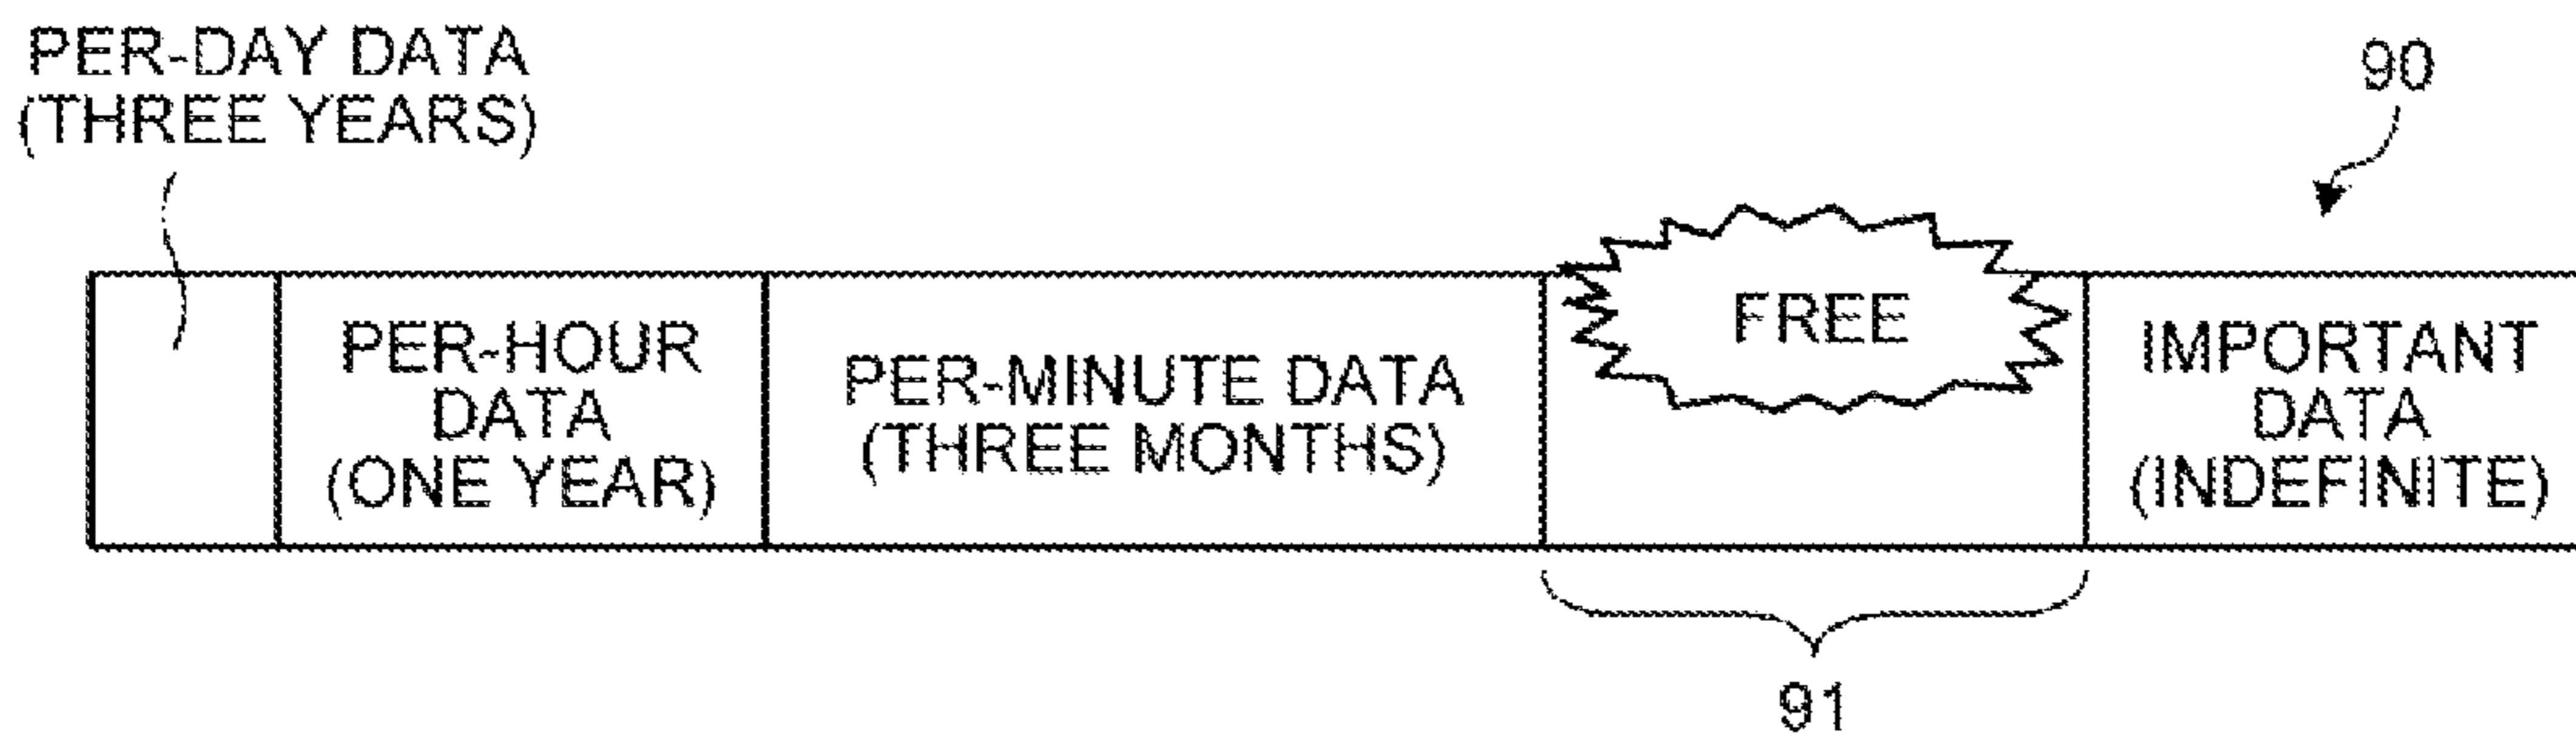 PER-DAY DATA
(THREE YEARS)
90
PER-HOUR
DATA
(ONE YEAR)
PER-MINUTE DATA
(THREE MONTHS)
FREE
IMPORTANT
DATA
(INDEFINITE)
91